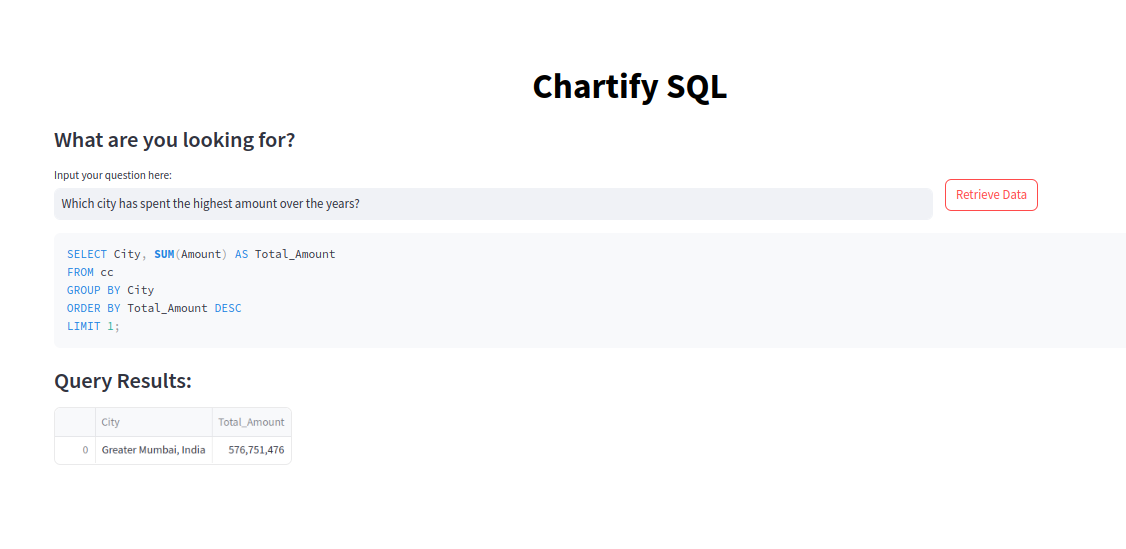 Chartify SQL
What are you looking for?
Input your question here:
Which city has spent the highest amount over the years?
Retrieve Data
SELECT City, SUM(Amount) AS Total_Amount
FROM cc
GROUP BY City
ORDER BY Total_Amount DESC
LIMIT 1;
Query Results:
City Total_Amount
0 Greater Mumbai, India 576,751,476